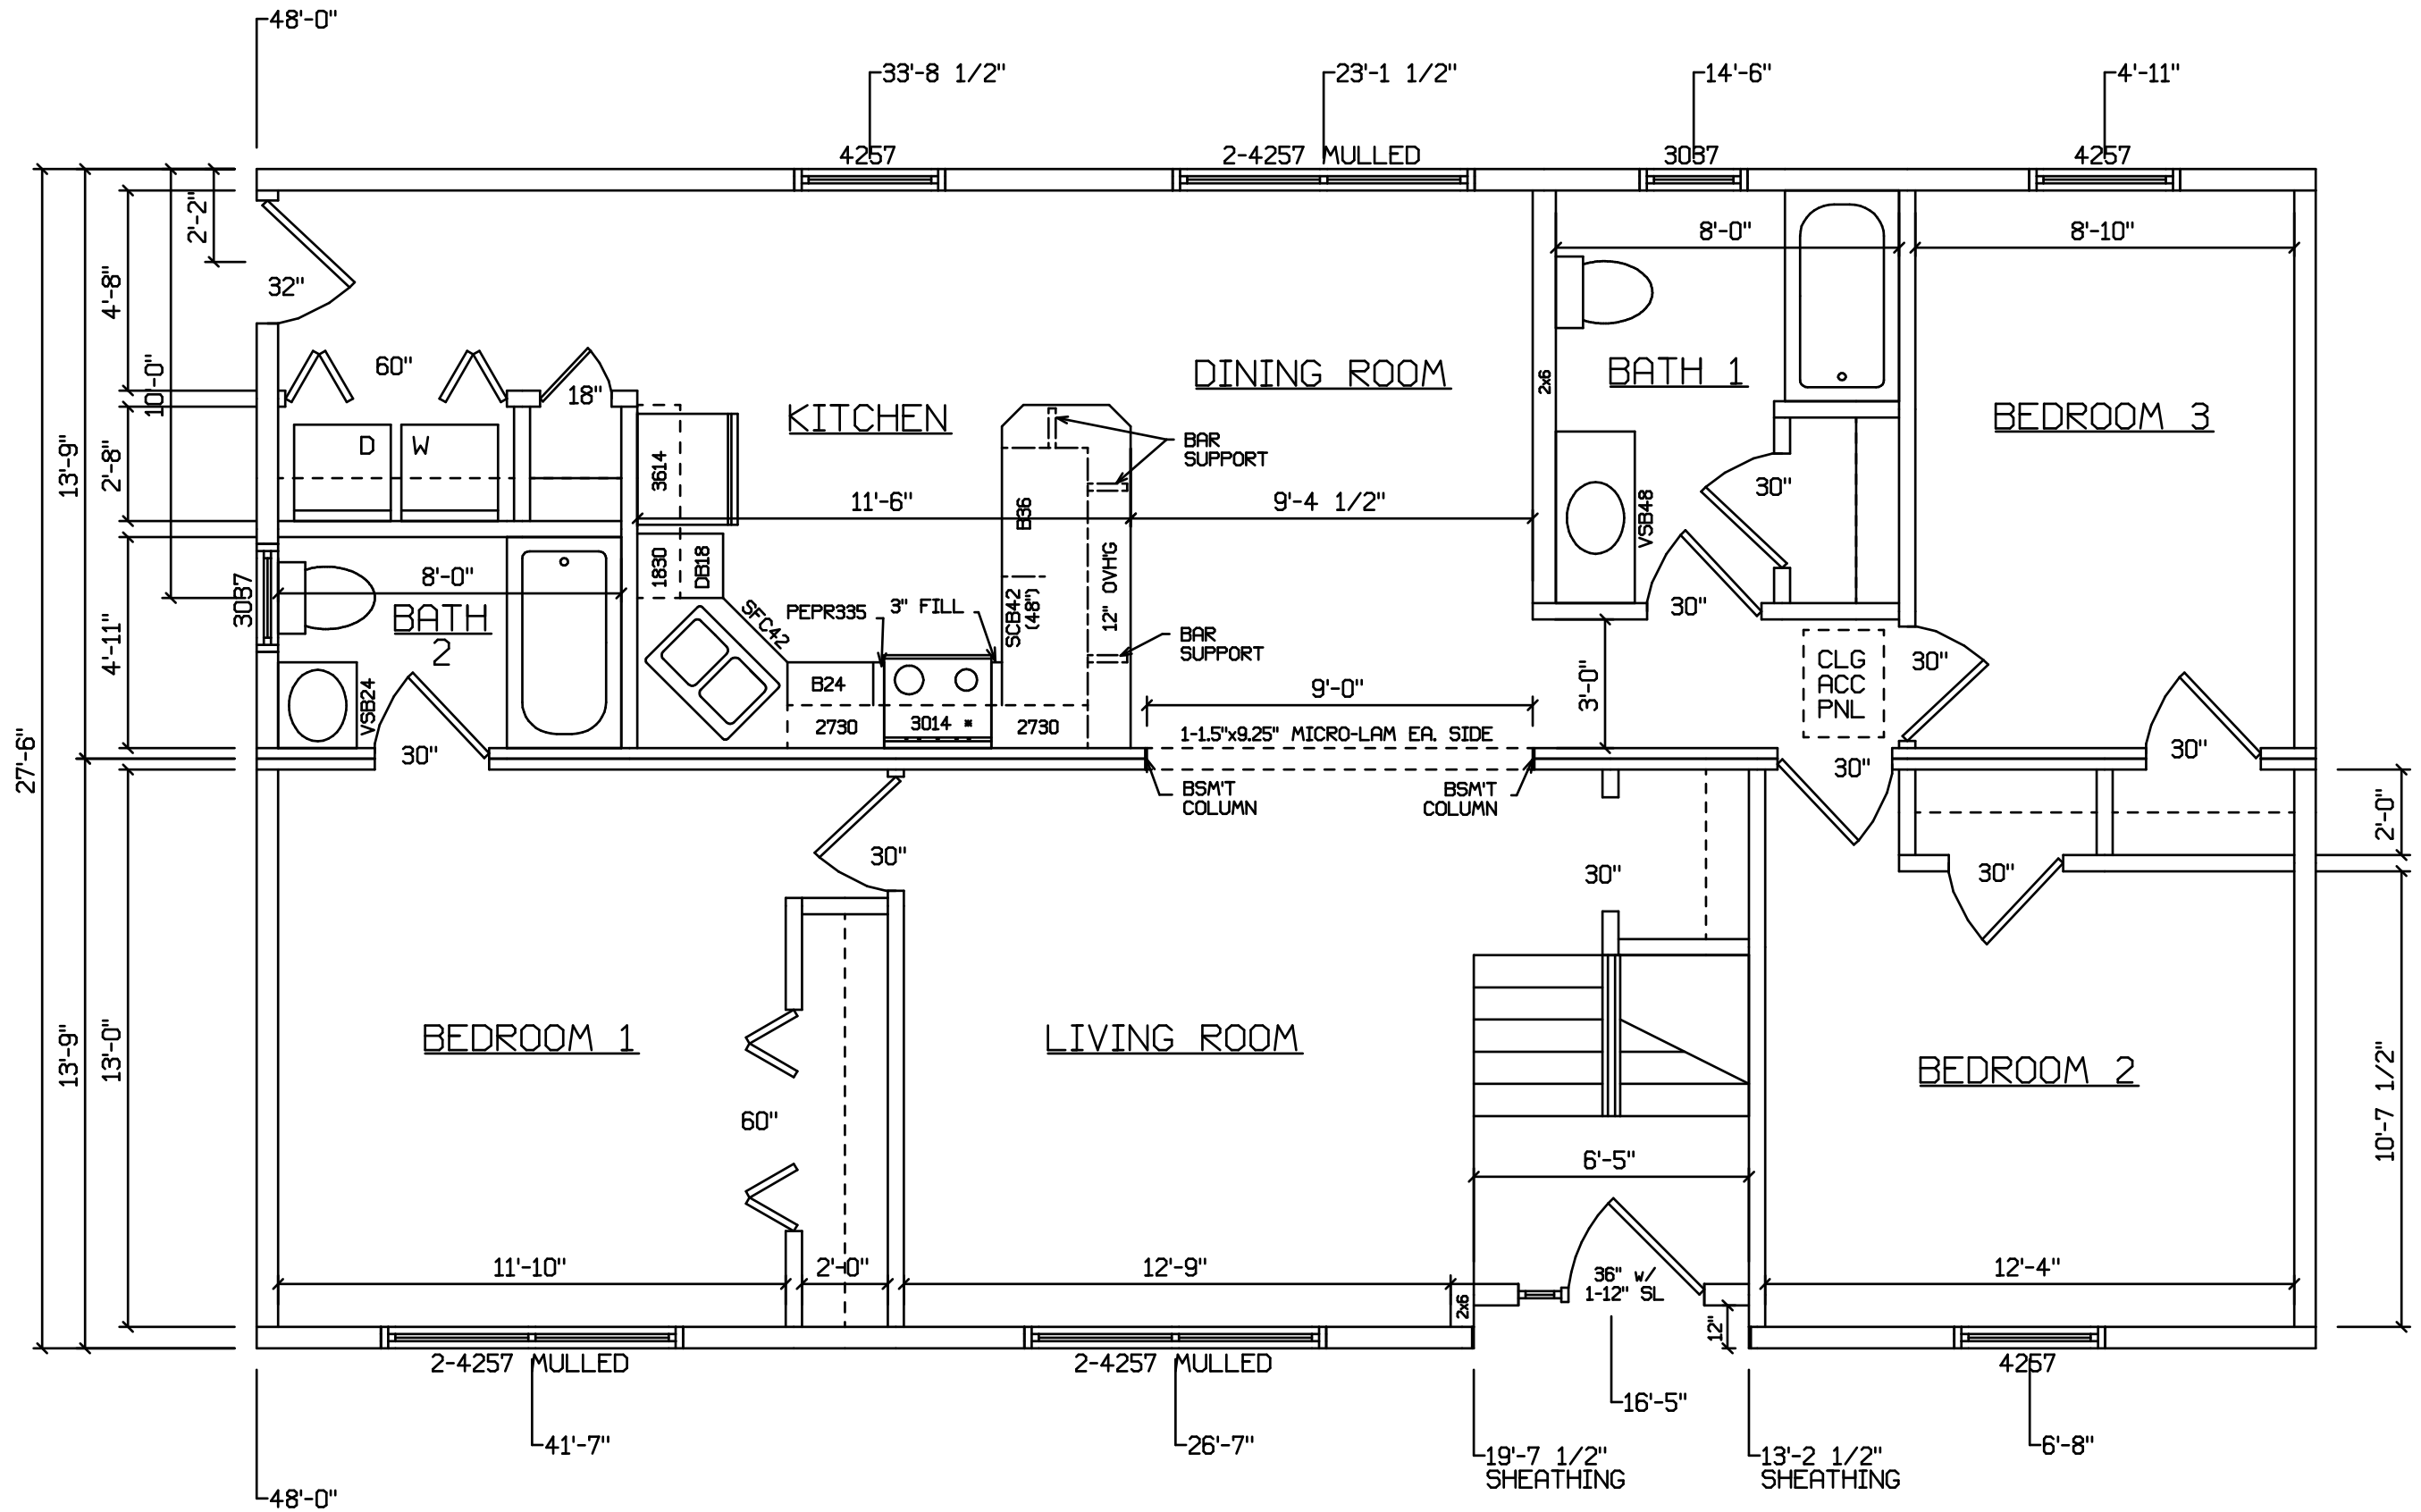 48'-0"
33'-8 1/2"
23'-1 1/2"
14'-6"
4'-11"
4257
2-4257 MULLED
3037
4257
2'-2"
4'-8"
10'-0"
13'-9"
2'-8"
4'-11"
27'-6"
13'-9"
13'-0"
32"
60"
18"
D
W
3087
8'-0"
BATH
2
VSB24
30"
KITCHEN
3614
11'-6"
1830
DB18
SFC42
PEPR335
3" FILL
B24
2730
3014 *
2730
B36
SCB42
(48")
12" OVH'G
DINING ROOM
BAR
SUPPORT
9'-4 1/2"
BAR
SUPPORT
9'-0"
1-1.5"x9.25" MICRO-LAM EA. SIDE
BSM'T
COLUMN
BSM'T
COLUMN
2x6
8'-0"
BATH 1
VSB48
30"
30"
3'-0"
CLG
ACC
PNL
30"
8'-10"
BEDROOM 3
30"
30"
30"
2'-0"
10'-7 1/2"
BEDROOM 1
30"
60"
11'-10"
2'-0"
LIVING ROOM
12'-9"
2x6
30"
6'-5"
36" W/
1-12" SL
12"
BEDROOM 2
12'-4"
2-4257 MULLED
2-4257 MULLED
4257
16'-5"
41'-7"
26'-7"
19'-7 1/2"
SHEATHING
13'-2 1/2"
SHEATHING
6'-8"
48'-0"